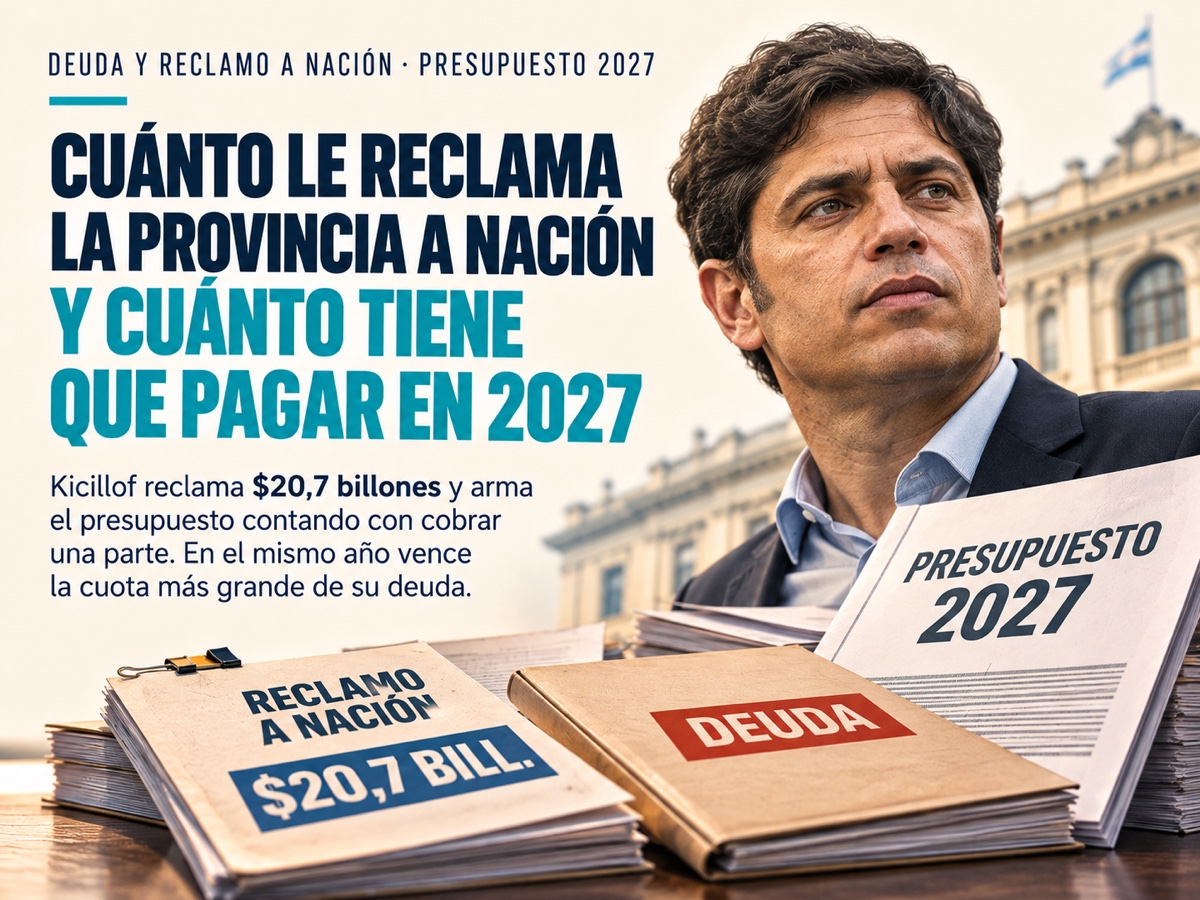 DEUDA Y RECLAMO A NACIÓN · PRESUPUESTO 2027
CUÁNTO LE RECLAMA
LA PROVINCIA A NACIÓN
Y CUÁNTO TIENE
QUE PAGAR EN 2027
Kicillof reclama $20,7 billones y arma
el presupuesto contando con cobrar
una parte. En el mismo año vence
la cuota más grande de su deuda.
PRESUPUESTO
2027
RECLAMO
A NACIÓN
$20,7 BILL.
DEUDA